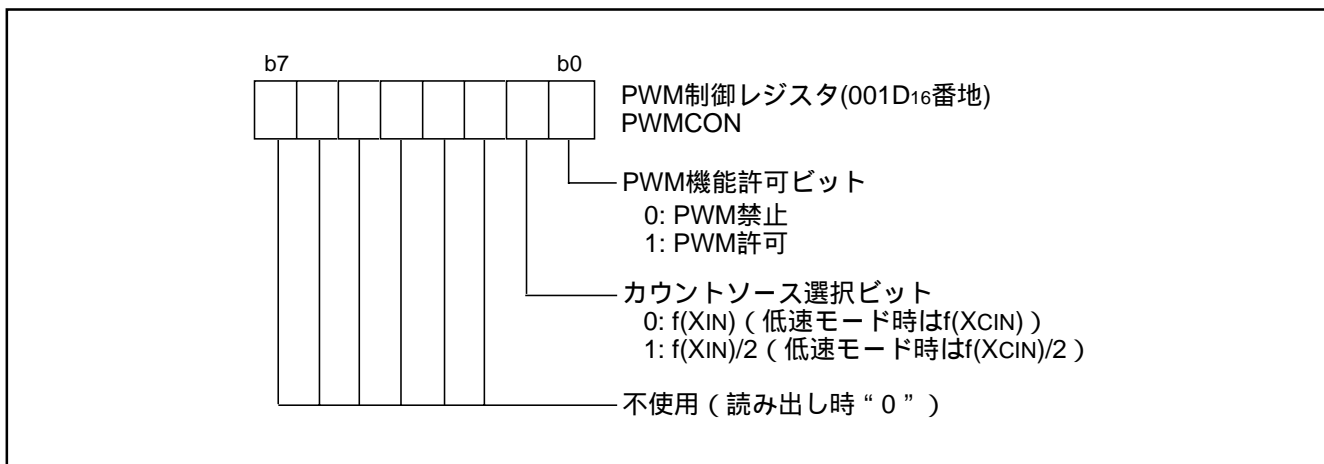 b7 b0
PWM制御レジスタ(001D16番地)
PWMCON
PWM機能許可ビット
0: PWM禁止
1: PWM許可
カウントソース選択ビット
0: f(XIN)(低速モード時はf(XCIN))
1: f(XIN)/2(低速モード時はf(XCIN)/2)
不使用(読み出し時“0”)